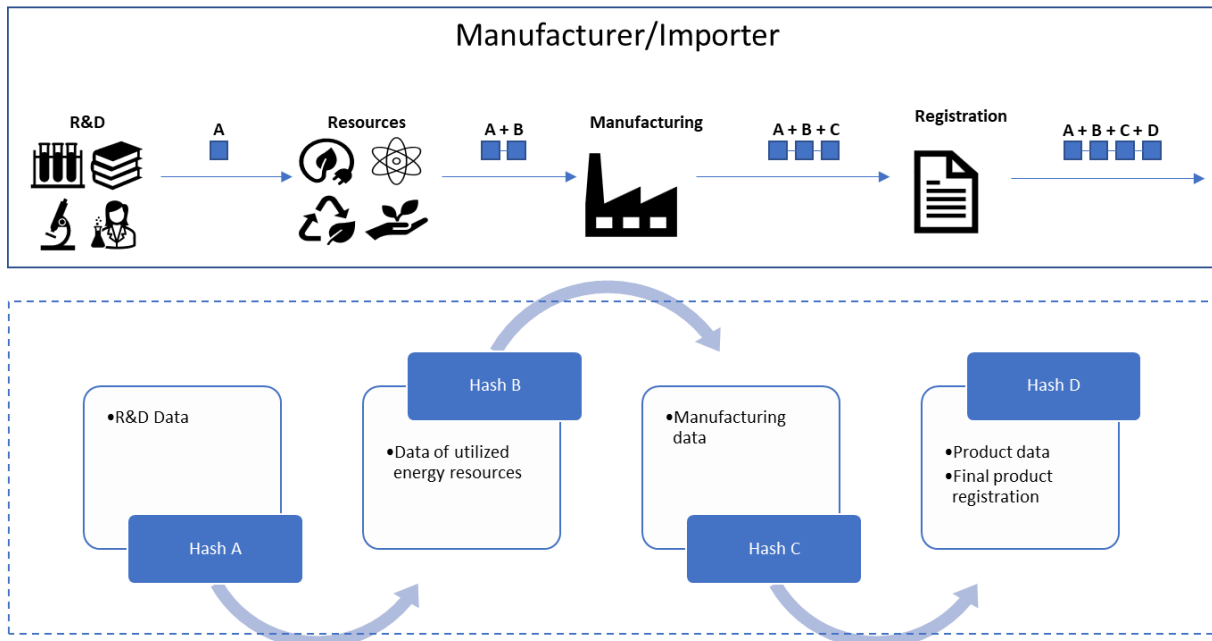 Manufacturer/Importer
R&D
A
Resources
A + B
Manufacturing
A + B + C
Registration
A + B + C + D
•R&D Data
Hash A
Hash B
•Data of utilized
energy resources
•Manufacturing
data
Hash C
Hash D
•Product data
•Final product
registration